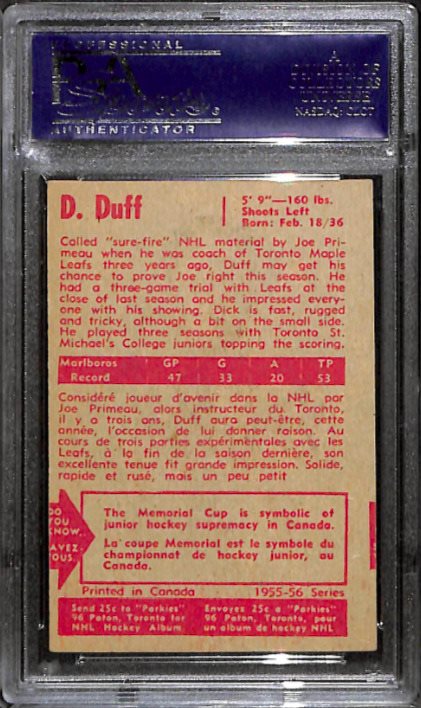 PROFESSIONAL
PSA
AUTHENTICATOR
NASDAQ: CLCT
D. Duff
5' 9"—160 lbs.
Shoots Left
Born: Feb. 18/36
Called "sure-fire" NHL material by Joe Pri-
meau when he was coach of Toronto Maple
Leafs three years ago, Duff may get his
chance to prove Joe right this season. He
had a three-game trial with Leafs at the
close of last season and he impressed every-
one with his showing. Dick is fast, rugged
and tricky, although a bit on the small side.
He played three seasons with Toronto St.
Michael's College juniors topping the scoring.
Marlboros GP G A TP
Record 47 33 20 53
Considéré joueur d'avenir dans la NHL par
Joe Primeau, alors instructeur du Toronto,
il y a trois ans, Duff aura peut-être, cette
année, l'occasion de lui donner raison. Au
cours de trois parties expérimentales avec les
Leafs, à la fin de la saison dernière, son
excellente tenue fit grande impression. Solide,
rapide et rusé, mais un peu petit
DO
YOU
KNOW
AVEZ-
VOUS
The Memorial Cup is symbolic of
junior hockey supremacy in Canada.
La coupe Memorial est le symbole du
championnat de hockey junior, au
Canada.
Printed in Canada 1955-56 Series
Send 25c to "Parkies"
96 Paton, Toronto for
NHL Hockey Album
Envoyez 25c a "Parkies"
96 Paton, Toronto, pour
un album de hockey NHL